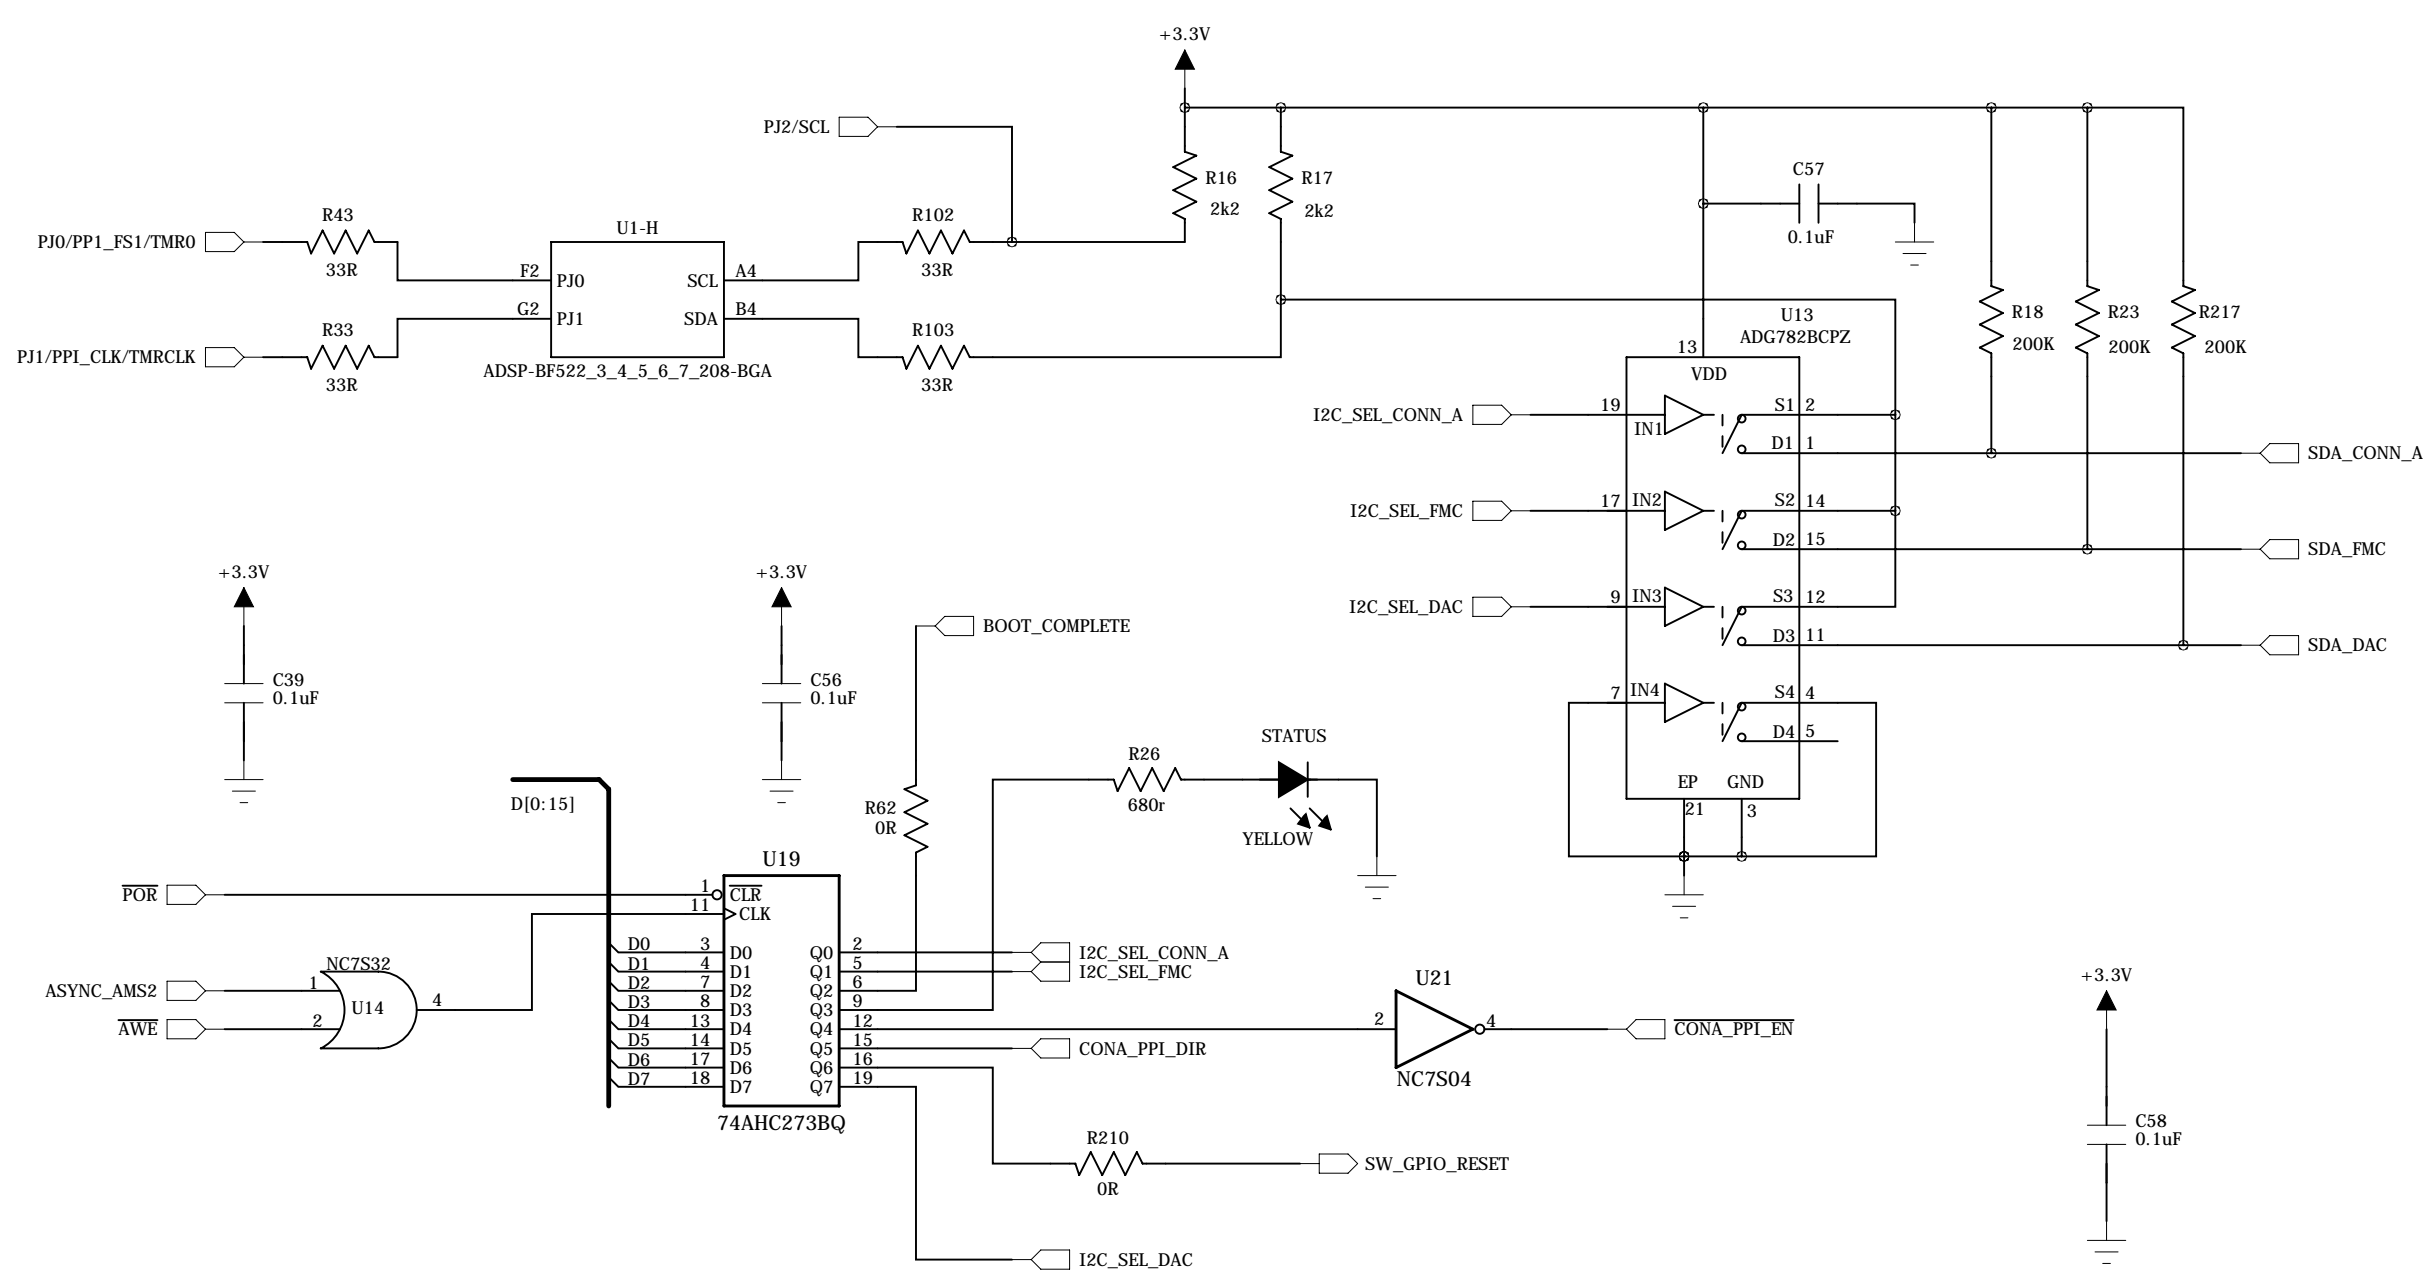 +3.3V
PJ2/SCL
C57
R16
2k2
R17
2k2
0.1uF
R43
33R
PJ0/PP1_FS1/TMR0
U1-H
R102
33R
F2
PJ0
SCL
A4
G2
PJ1
SDA
B4
R33
33R
PJ1/PPI_CLK/TMRCLK
ADSP-BF522_3_4_5_6_7_208-BGA
R103
33R
U13
ADG782BCPZ
R18
200K
R23
200K
R217
200K
13
VDD
I2C_SEL_CONN_A
19
IN1
S1
2
D1
1
SDA_CONN_A
I2C_SEL_FMC
17
IN2
S2
14
D2
15
SDA_FMC
I2C_SEL_DAC
9
IN3
S3
12
D3
11
SDA_DAC
7
IN4
S4
4
D4
5
EP
GND
21
3
+3.3V
C39
0.1uF
+3.3V
C56
0.1uF
BOOT_COMPLETE
R62
0R
R26
680r
STATUS
YELLOW
D[0:15]
U19
POR
1
CLR
11
CLK
NC7S32
ASYNC_AMS2
1
U14
4
AWE
2
D0
3
D0
Q0
2
I2C_SEL_CONN_A
D1
4
D1
Q1
5
I2C_SEL_FMC
D2
7
D2
Q2
6
D3
8
D3
Q3
9
D4
13
D4
Q4
12
D5
14
D5
Q5
15
CONA_PPI_DIR
D6
17
D6
Q6
16
D7
18
D7
Q7
19
74AHC273BQ
U21
2
4
NC7S04
CONA_PPI_EN
R210
0R
SW_GPIO_RESET
I2C_SEL_DAC
+3.3V
C58
0.1uF